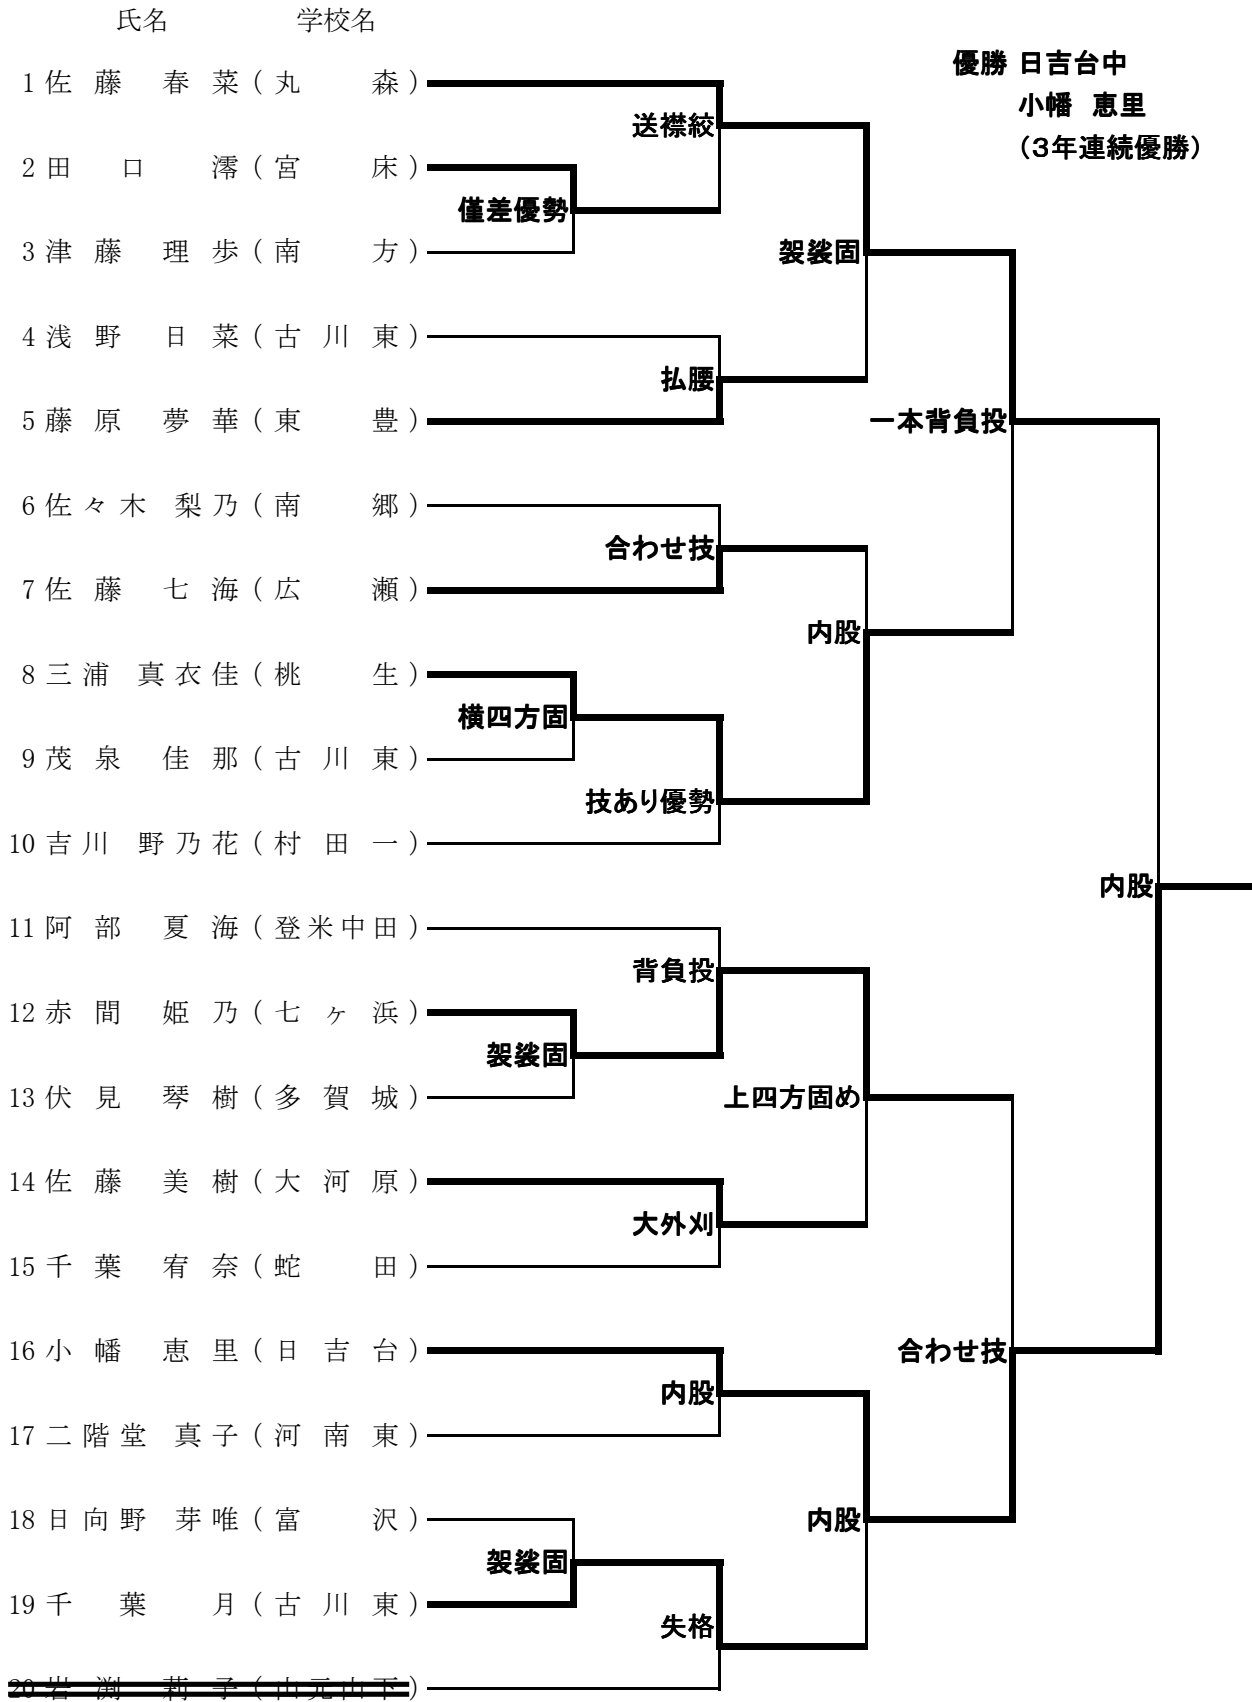 氏名 学校名
優勝 日吉台中
小幡 恵里
（３年連続優勝）
1 佐藤 春菜（丸森）
送襟絞
2 田口 澪（宮床）
僅差優勢
3 津藤 理歩（南方）
袈裟固
4 浅野 日菜（古川東）
払腰
5 藤原 夢華（東豊）
一本背負投
6 佐々木 梨乃（南郷）
合わせ技
7 佐藤 七海（広瀬）
内股
8 三浦 真衣佳（桃生）
横四方固
9 茂泉 佳那（古川東）
技あり優勢
10 吉川 野乃花（村田一）
内股
11 阿部 夏海（登米中田）
背負投
12 赤間 姫乃（七ヶ浜）
袈裟固
13 伏見 琴樹（多賀城）
上四方固め
14 佐藤 美樹（大河原）
大外刈
15 千葉 宥奈（蛇田）
16 小幡 恵里（日吉台）
合わせ技
内股
17 二階堂 真子（河南東）
18 日向野 芽唯（富沢）
内股
袈裟固
19 千葉 月（古川東）
失格
20 岩渕 莉子（山元山下）